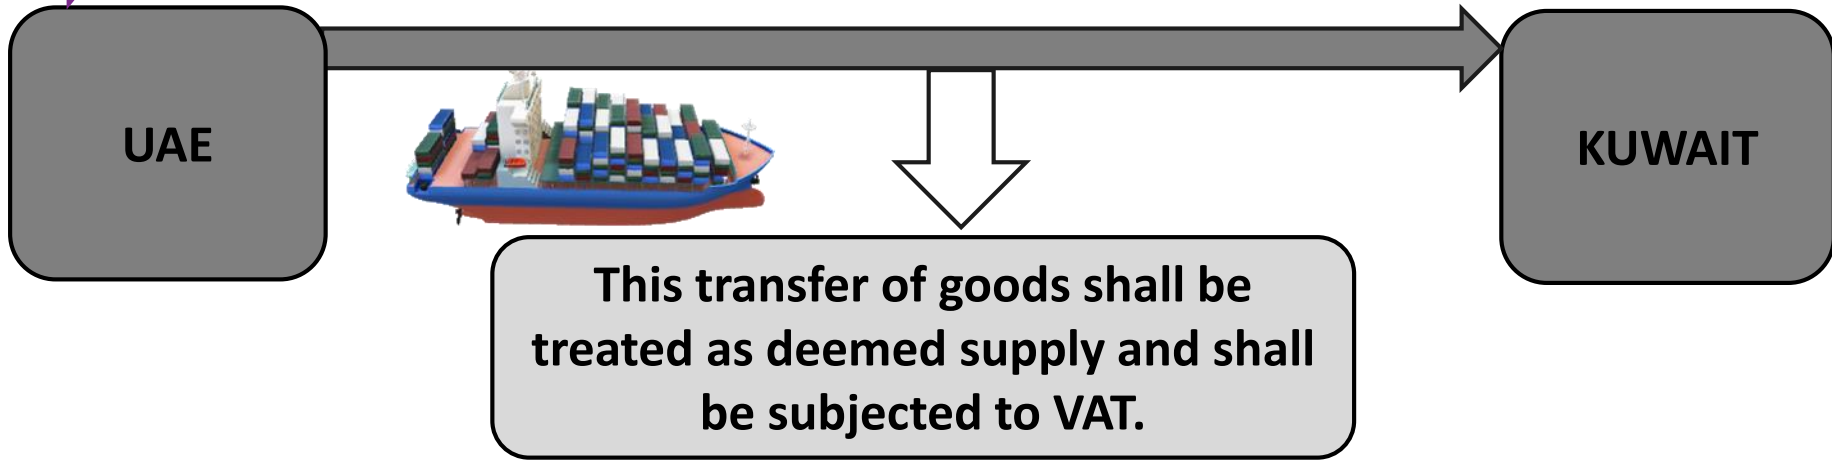 UAE
KUWAIT
This transfer of goods shall be
treated as deemed supply and shall
be subjected to VAT.